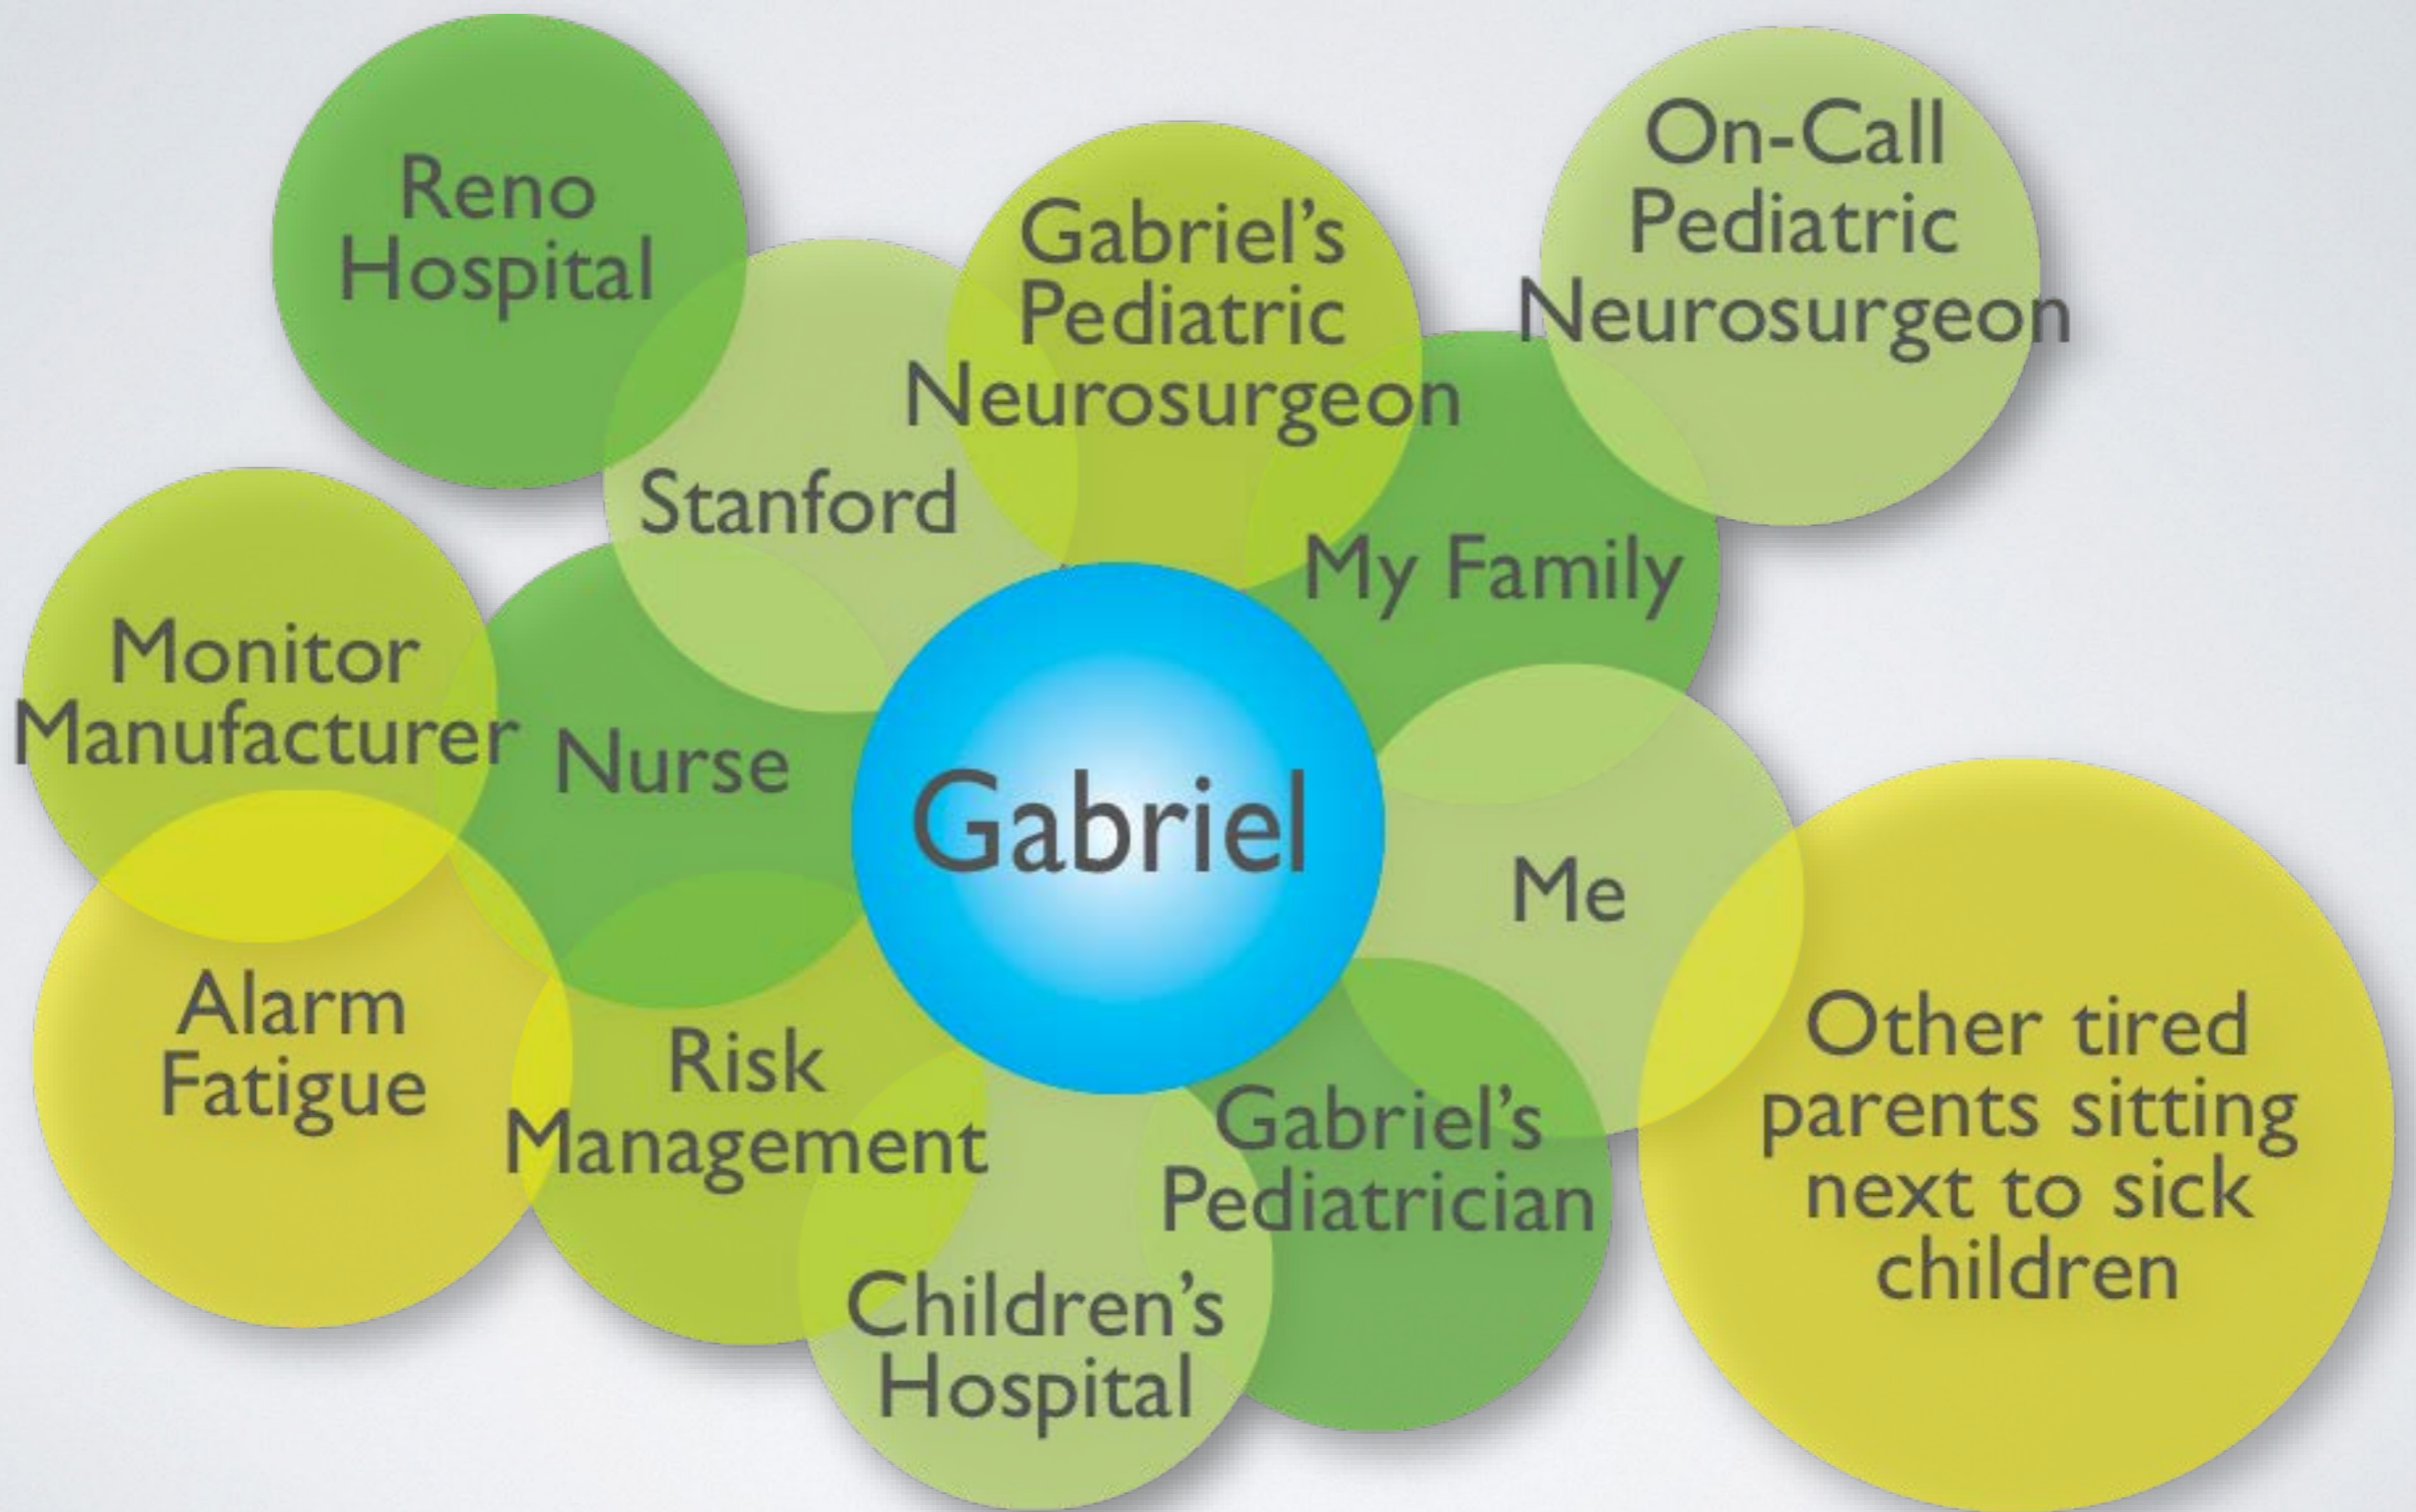 Reno
Hospital
Gabriel’s
Pediatric
Neurosurgeon
On-Call
Pediatric
Neurosurgeon
Stanford
My Family
Monitor
Manufacturer
Nurse
Gabriel
Me
Alarm
Fatigue
Risk
Management
Gabriel’s
Pediatrician
Other tired
parents sitting
next to sick
children
Children’s
Hospital